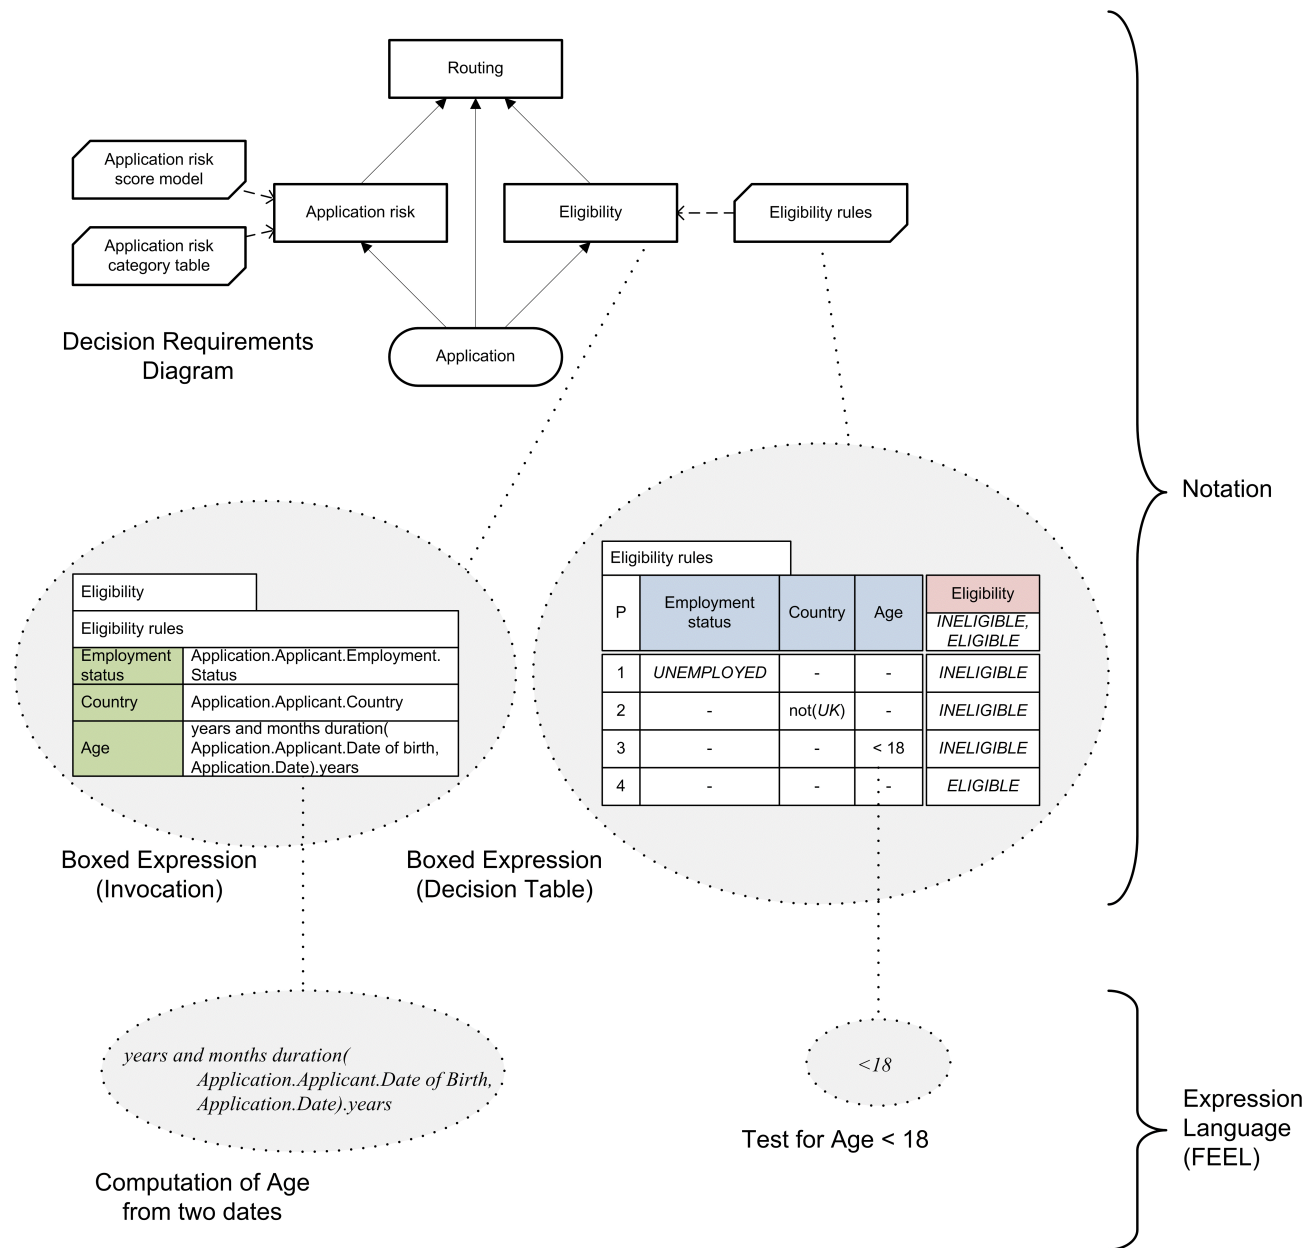 Routing
Application risk
score model
Application risk
Eligibility
Eligibility rules
Application risk
category table
Decision Requirements
Diagram
Application
Notation
Eligibility
Eligibility rules
Employment
status
Application.Applicant.Employment.
Status
Country
Application.Applicant.Country
Age
years and months duration(
Application.Applicant.Date of birth,
Application.Date).years
Boxed Expression
(Invocation)
Eligibility rules
P
Employment
status
Country
Age
Eligibility
INELIGIBLE,
ELIGIBLE
1 UNEMPLOYED - - INELIGIBLE
2 - not(UK) - INELIGIBLE
3 - - < 18 INELIGIBLE
4 - - - ELIGIBLE
Boxed Expression
(Decision Table)
years and months duration(
Application.Applicant.Date of Birth,
Application.Date).years
Computation of Age
from two dates
<18
Test for Age < 18
Expression
Language
(FEEL)